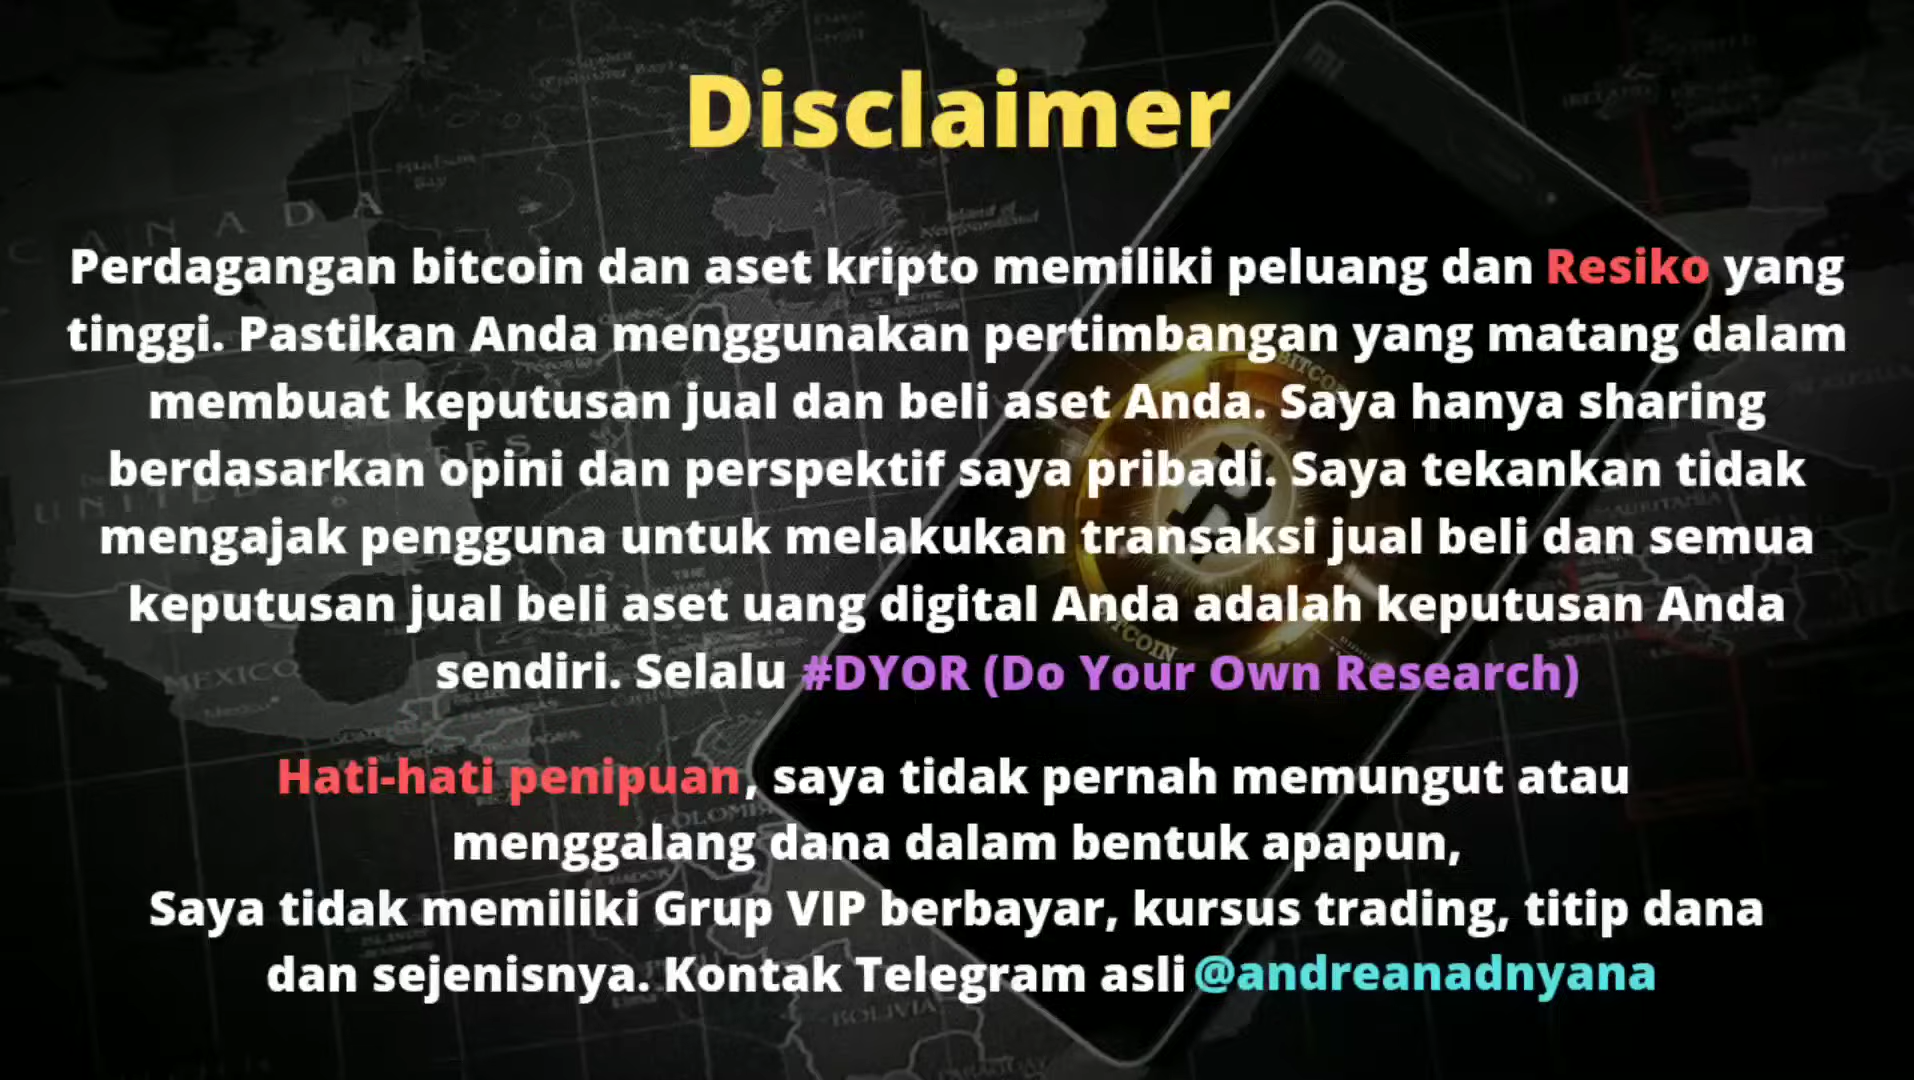 Disclaimer
Perdagangan bitcoin dan aset kripto memiliki peluang dan Resiko yang
tinggi. Pastikan Anda menggunakan pertimbangan yang matang dalam
membuat keputusan jual dan beli aset Anda. Saya hanya sharing
berdasarkan opini dan perspektif saya pribadi. Saya tekankan tidak
mengajak pengguna untuk melakukan transaksi jual beli dan semua
keputusan jual beli aset uang digital Anda adalah keputusan Anda
sendiri. Selalu #DYOR (Do Your Own Research)
Hati-hati penipuan, saya tidak pernah memungut atau
menggalang dana dalam bentuk apapun,
Saya tidak memiliki Grup VIP berbayar, kursus trading, titip dana
dan sejenisnya. Kontak Telegram asli @andreanadnyana
CANADA
MEXICO
BITCOIN
BOLIVIA